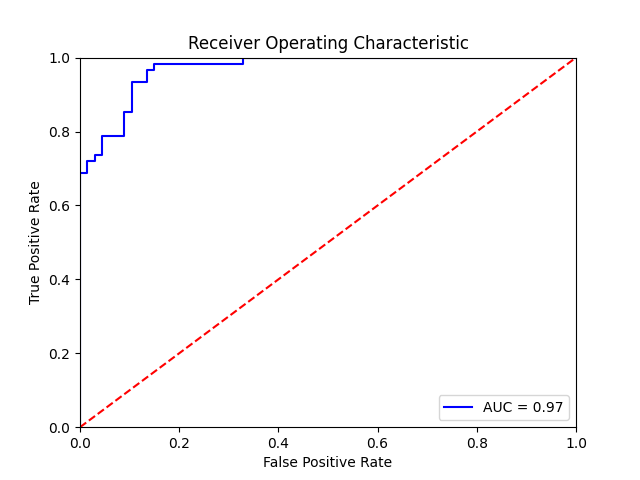 Receiver Operating Characteristic
True Positive Rate
1.0
0.8
0.6
0.4
0.2
0.0
AUC = 0.97
0.0 0.2 0.4 0.6 0.8 1.0
False Positive Rate